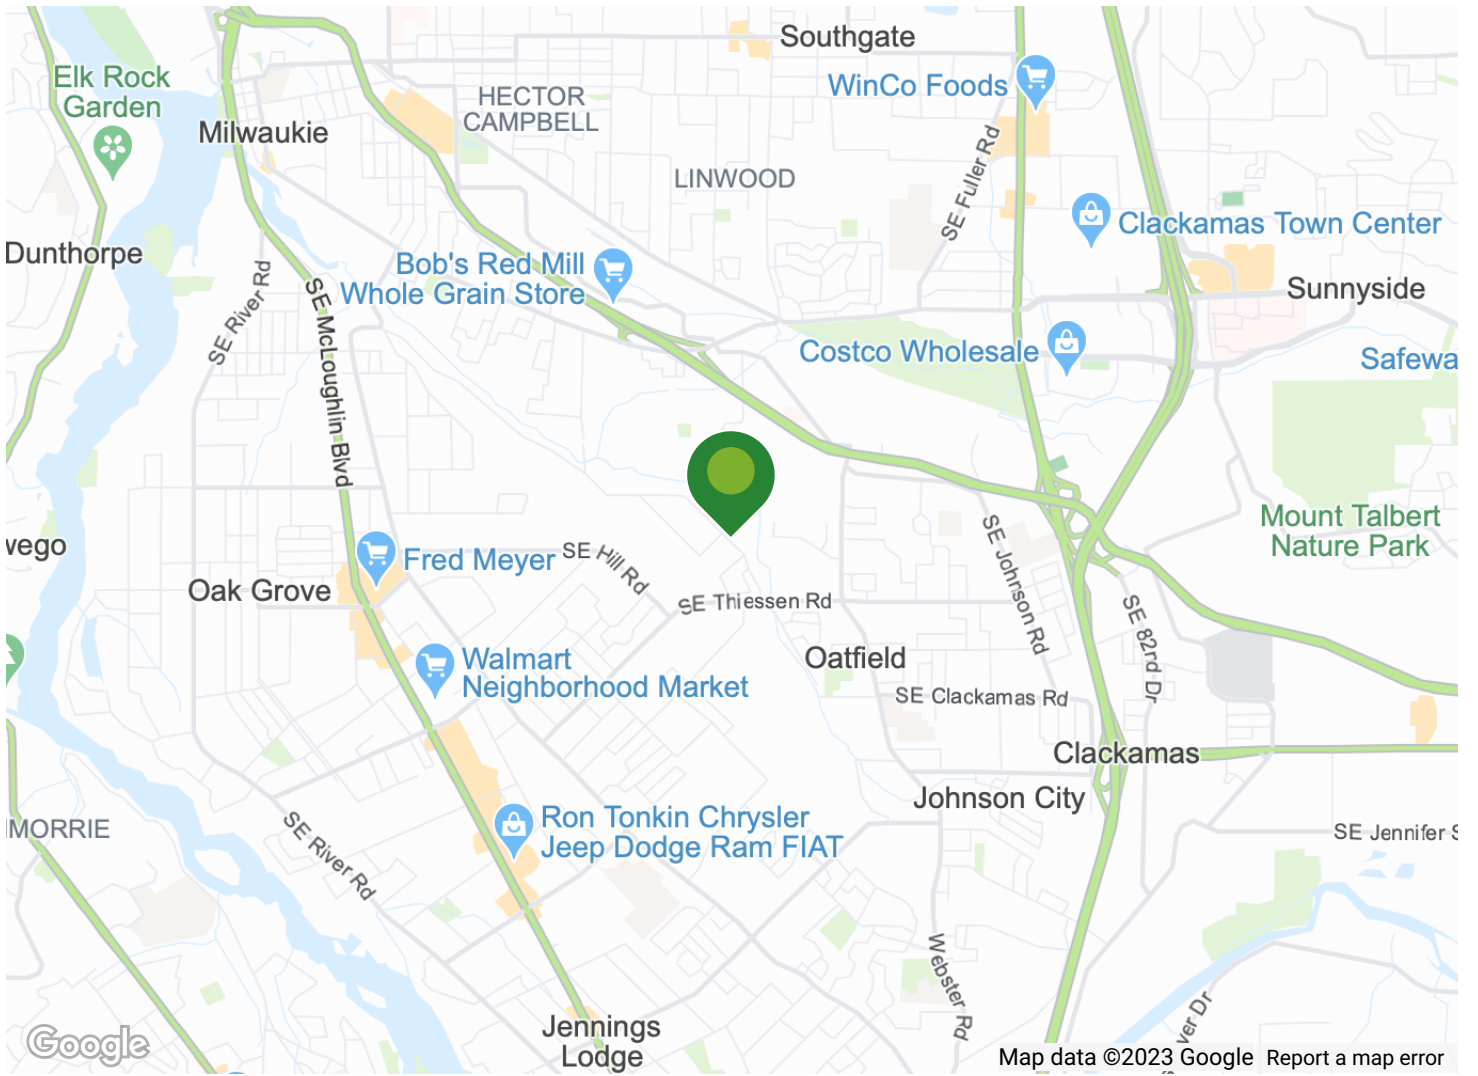 Southgate
Elk Rock
Garden
WinCo Foods
HECTOR
CAMPBELL
Milwaukie
SE Fuller Rd
LINWOOD
Clackamas Town Center
Dunthorpe
Bob's Red Mill
Whole Grain Store
Sunnyside
SE River Rd
SE McLoughlin Blvd
Costco Wholesale
Safewa
Mount Talbert
Nature Park
wego
Fred Meyer
SE Hill Rd
SE Johnson Rd
Oak Grove
SE Thiessen Rd
SE 82nd Dr
Oatfield
Walmart
Neighborhood Market
SE Clackamas Rd
Clackamas
Johnson City
Ron Tonkin Chrysler
Jeep Dodge Ram FIAT
MORRIE
SE Jennifer S
SE River Rd
Webster Rd
ver Dr
Jennings
Lodge
Google
Map data ©2023 Google
Report a map error